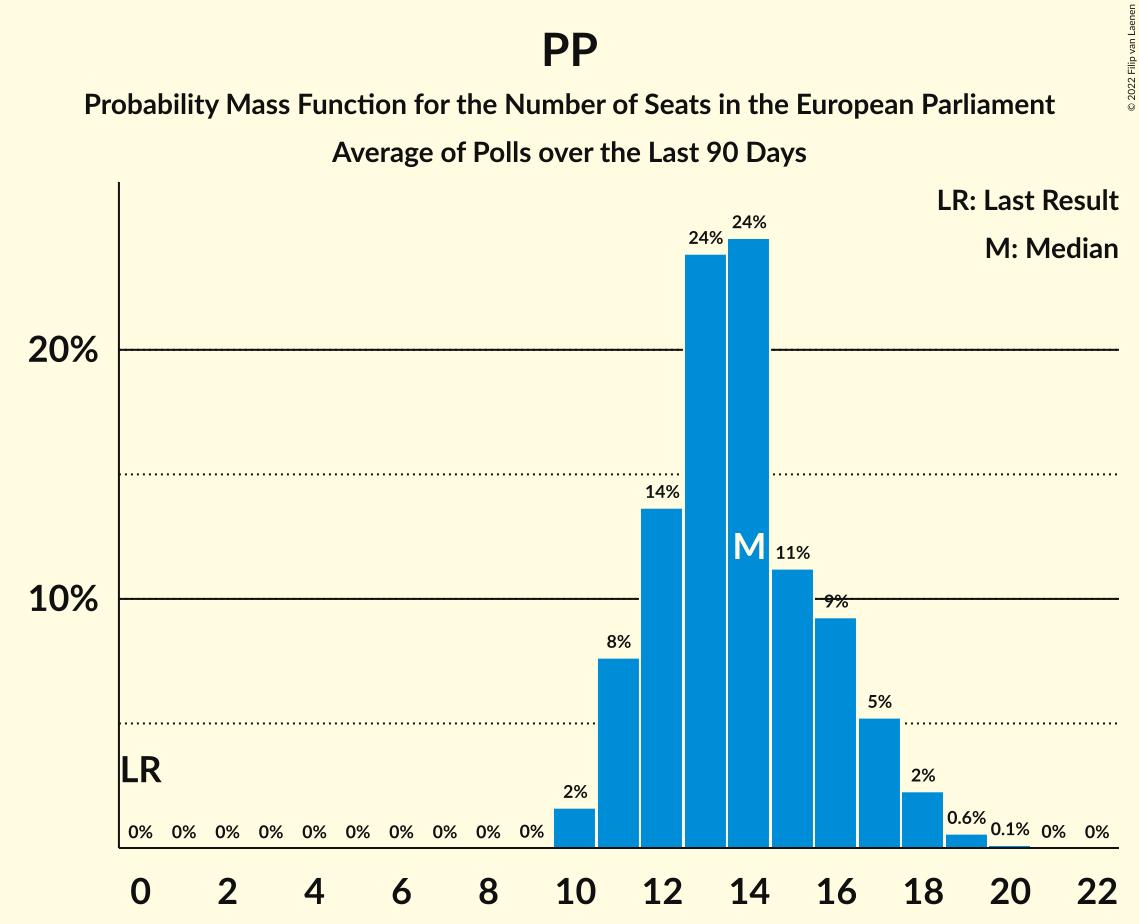 PP
Probability Mass Function for the Number of Seats in the European Parliament
Average of Polls over the Last 90 Days
© 2022 Filip van Laenen
LR: Last Result
M: Median
20%
10%
LR
M
0% 0% 0% 0% 0% 0% 0% 0% 0% 0% 2% 8% 14% 24% 24% 11% 9% 5% 2% 0.6% 0.1% 0% 0%
0 2 4 6 8 10 12 14 16 18 20 22